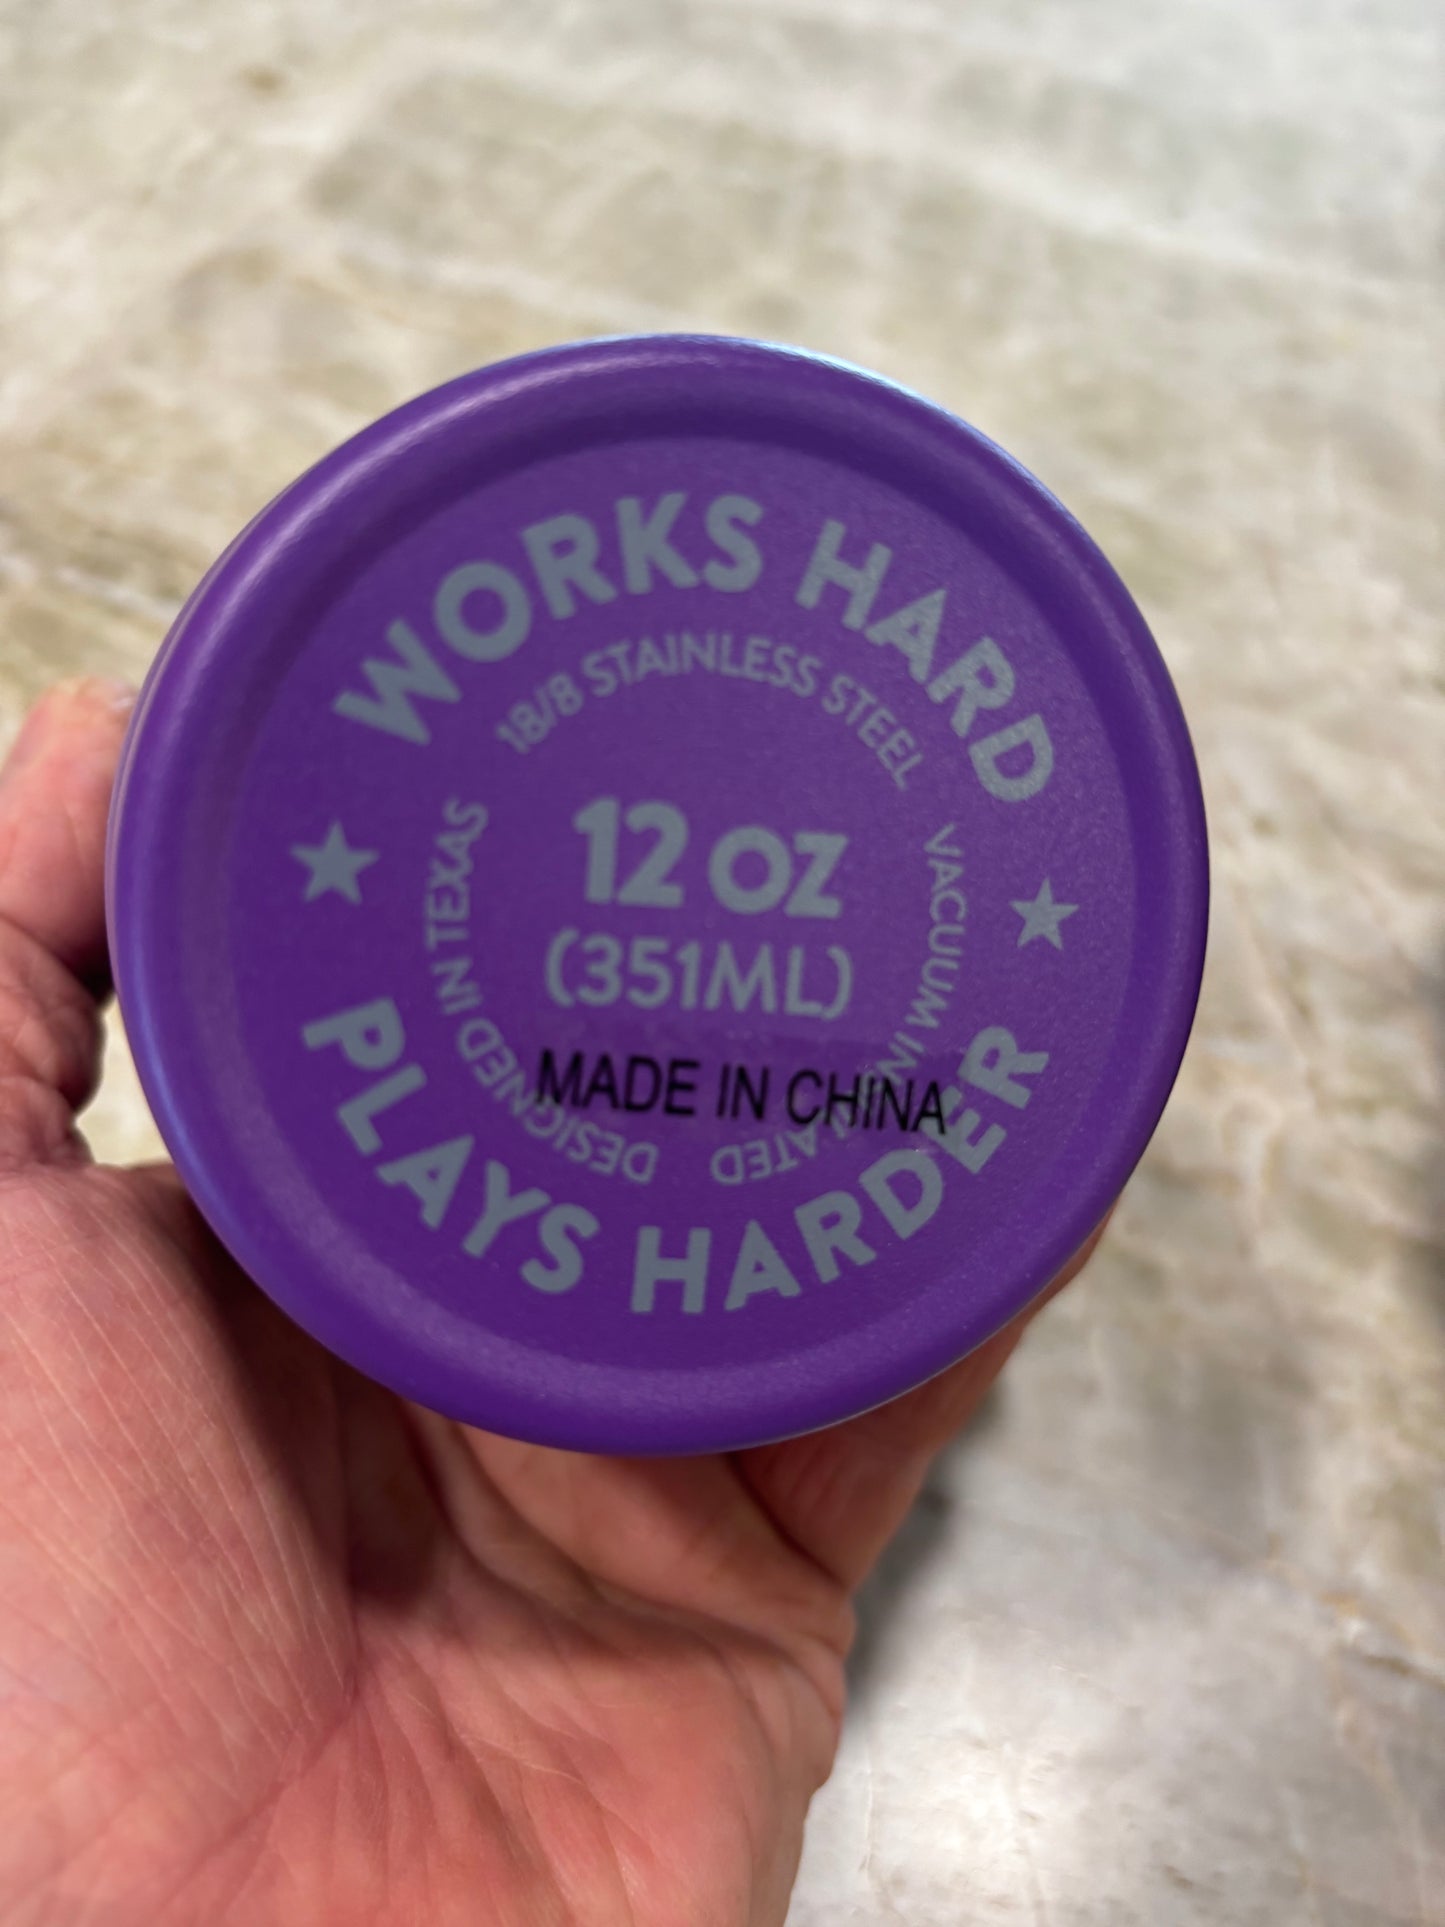 WORKS HARD
18/8 STAINLESS STEEL
12 OZ
(351ML)
MADE IN CHINA
VACUUM INSULATED
DESIGNED IN TEXAS
PLAYS HARDER